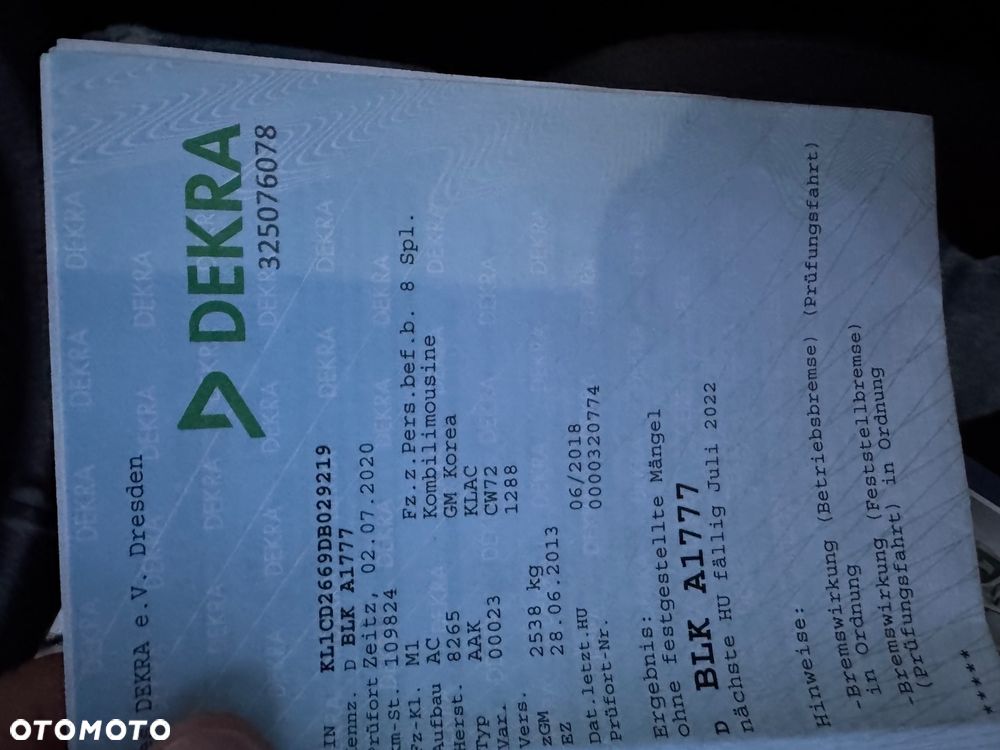 DEKRA
325076078
DEKRA e.V. Dresden
IN KL1CD2669DB029219
ennz. D BLK A1777
rüfort Zeitz, 02.07.2020
km-St. 109824
Fz-Kl. M1 Fz.z.Pers.bef.b. 8 Spl.
Aufbau AC Kombilimousine
Herst. 8265 GM Korea
Typ AAK KLAC
Var. 00023 CW72
Vers. 1288
zGM 2538 kg
EZ 28.06.2013
Dat.letzt.HU 06/2018
Prüfort-Nr. 0000320774
Ergebnis:
Ohne festgestellte Mängel
D BLK A1777
nächste HU fällig Juli 2022
Hinweise:
-Bremswirkung (Betriebsbremse) (Prüfungsfahrt)
in Ordnung
-Bremswirkung (Feststellbremse)
(Prüfungsfahrt) in Ordnung
*****
OTOMOTO